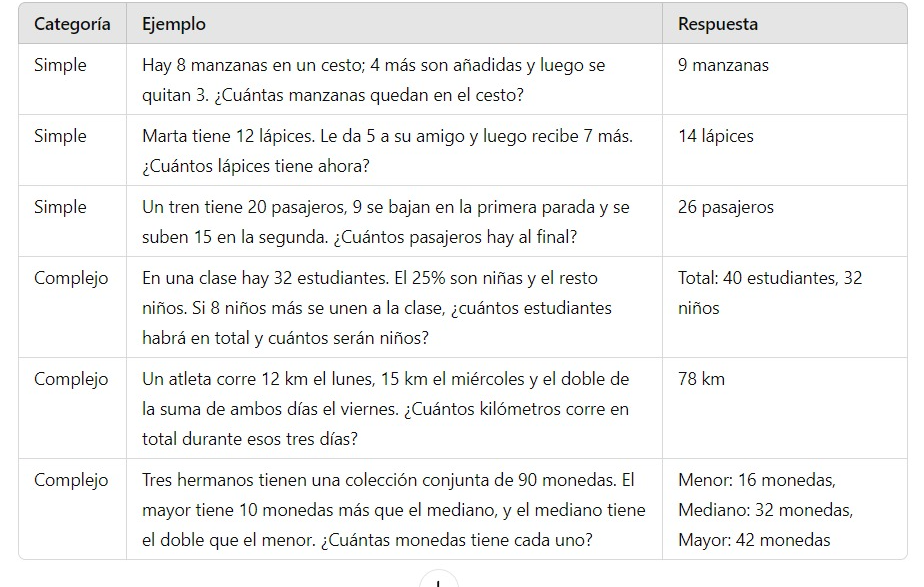 Categoría Ejemplo Respuesta
Simple Hay 8 manzanas en un cesto; 4 más son añadidas y luego se 9 manzanas
quitan 3. ¿Cuántas manzanas quedan en el cesto?
Simple Marta tiene 12 lápices. Le da 5 a su amigo y luego recibe 7 más. 14 lápices
¿Cuántos lápices tiene ahora?
Simple Un tren tiene 20 pasajeros, 9 se bajan en la primera parada y se 26 pasajeros
suben 15 en la segunda. ¿Cuántos pasajeros hay al final?
Complejo En una clase hay 32 estudiantes. El 25% son niñas y el resto Total: 40 estudiantes, 32
niños. Si 8 niños más se unen a la clase, ¿cuántos estudiantes niños
habrá en total y cuántos serán niños?
Complejo Un atleta corre 12 km el lunes, 15 km el miércoles y el doble de 78 km
la suma de ambos días el viernes. ¿Cuántos kilómetros corre en
total durante esos tres días?
Complejo Tres hermanos tienen una colección conjunta de 90 monedas. El Menor: 16 monedas,
mayor tiene 10 monedas más que el mediano, y el mediano tiene Mediano: 32 monedas,
el doble que el menor. ¿Cuántas monedas tiene cada uno? Mayor: 42 monedas